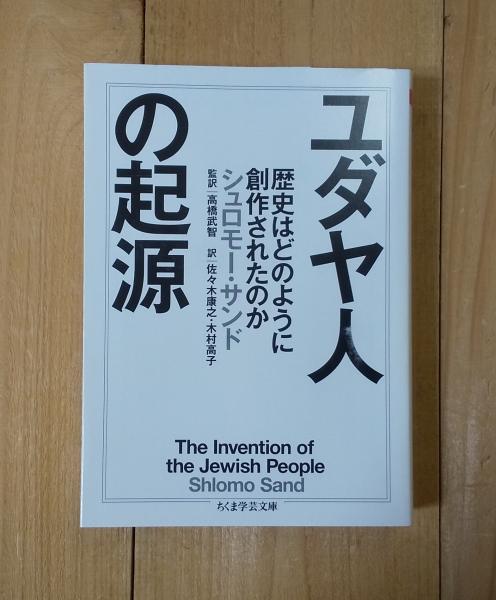 ユダヤ人
の起源
歴史はどのように
創作されたのか
シュロモー・サンド
監訳｜高橋武智　訳｜佐々木康之・木村高子
The Invention of
the Jewish People
Shlomo Sand
ちくま学芸文庫